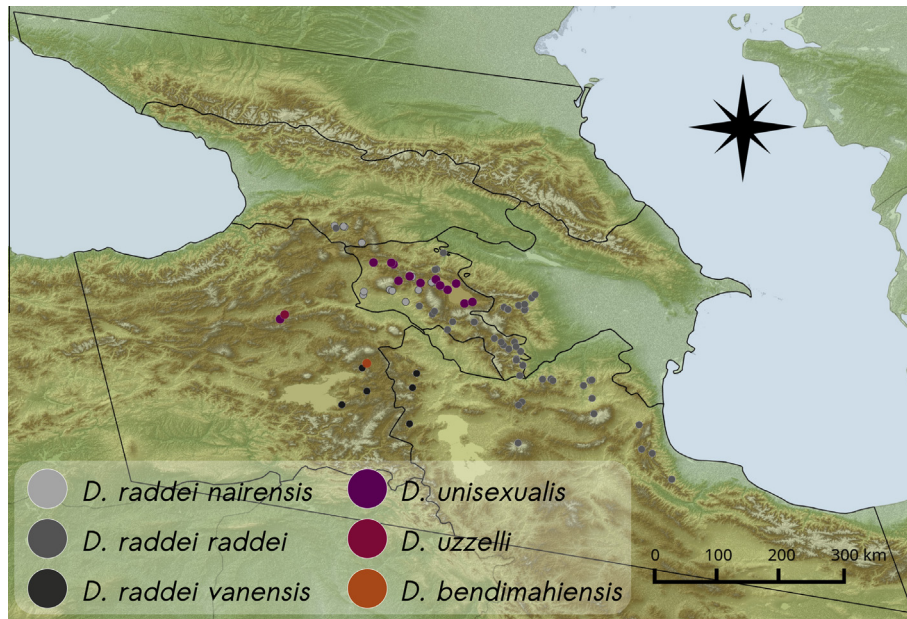 D. raddei nairensis
D. raddei raddei
D. raddei vanensis
D. unisexualis
D. uzzelli
D. bendimahiensis
0 100 200 300 km